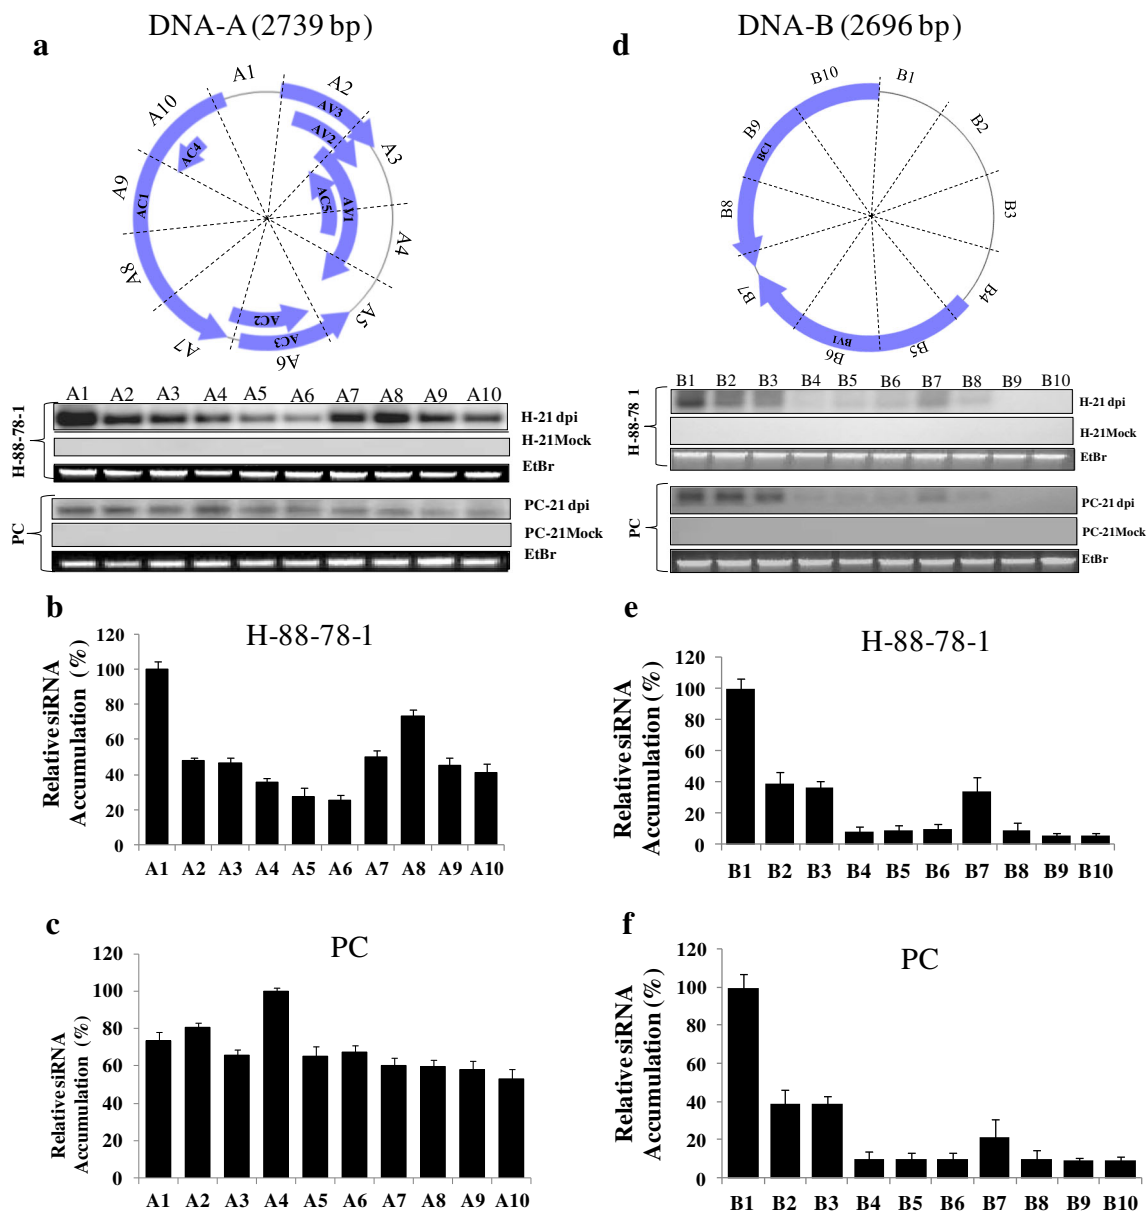 DNA-A (2739 bp)
a
A1
A2
A3
A4
A5
A6
A7
A8
A9
A10
AV3
AV2
AV1
AC5
AC4
AC1
AC2
AC3
A1 A2 A3 A4 A5 A6 A7 A8 A9 A10
H-88-78-1
H-21 dpi
H-21Mock
EtBr
PC
PC-21 dpi
PC-21Mock
EtBr
b
H-88-78-1
Relative siRNA
Accumulation (%)
120
100
80
60
40
20
0
A1 A2 A3 A4 A5 A6 A7 A8 A9 A10
c
PC
Relative siRNA
Accumulation (%)
120
100
80
60
40
20
0
A1 A2 A3 A4 A5 A6 A7 A8 A9 A10
DNA-B (2696 bp)
d
B1
B2
B3
B4
B5
B6
B7
B8
B9
B10
BC1
BV1
B1 B2 B3 B4 B5 B6 B7 B8 B9 B10
H-88-78 1
H-21 dpi
H-21Mock
EtBr
PC
PC-21 dpi
PC-21Mock
EtBr
e
H-88-78-1
Relative siRNA
Accumulation (%)
120
100
80
60
40
20
0
B1 B2 B3 B4 B5 B6 B7 B8 B9 B10
f
PC
Relative siRNA
Accumulation (%)
120
100
80
60
40
20
0
B1 B2 B3 B4 B5 B6 B7 B8 B9 B10